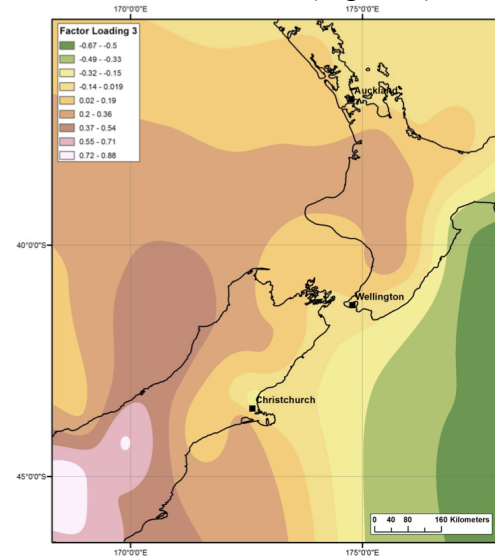 170°0'0"E 175°0'0"E
Factor Loading 3
-0.67 - -0.5
-0.49 - -0.33
-0.32 - -0.15
-0.14 - 0.019
0.02 - 0.19
0.2 - 0.36
0.37 - 0.54
0.55 - 0.71
0.72 - 0.88
Auckland
40°0'0"S
Wellington
Christchurch
45°0'0"S
0 40 80 160 Kilometers
170°0'0"E 175°0'0"E